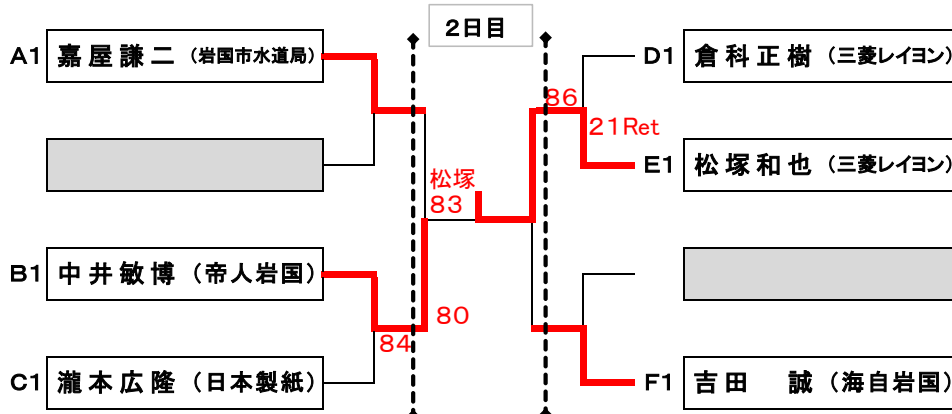 2日目
A1 嘉屋謙二 (岩国市水道局)
D1 倉科正樹 (三菱レイヨン)
86
21Ret
E1 松塚和也 (三菱レイヨン)
松塚
83
B1 中井敏博 (帝人岩国)
80
84
C1 瀧本広隆 (日本製紙)
F1 吉田 誠 (海自岩国)